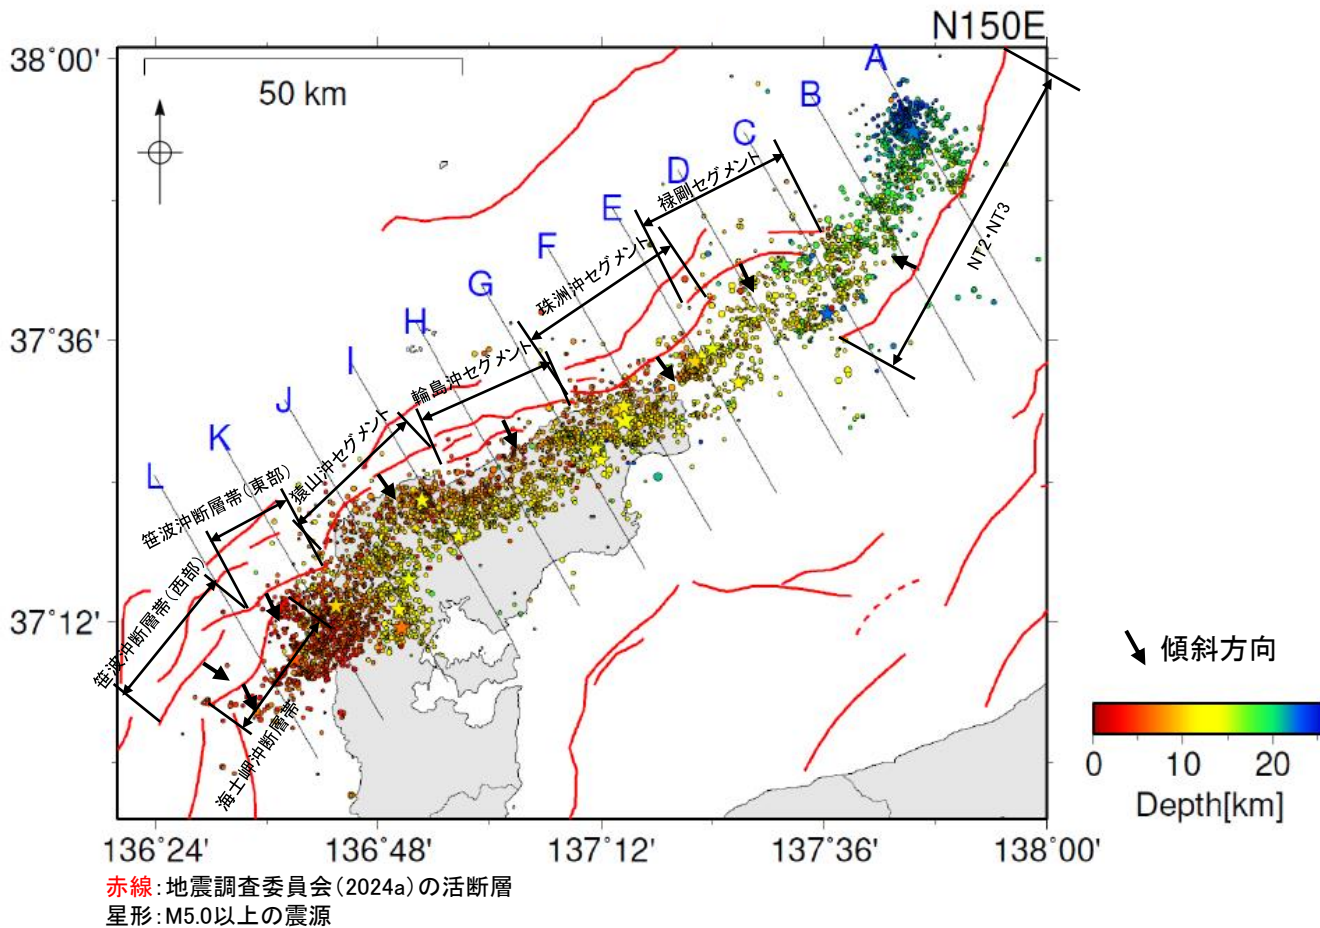 N150E
38°00'
37°36'
37°12'
50 km
A
B
C
D
E
F
G
H
I
J
K
L
禄剛セグメント
珠洲沖セグメント
輪島沖セグメント
猿山沖セグメント
笹波沖断層帯(東部)
笹波沖断層帯(西部)
海士岬沖断層帯
NT2・NT3
傾斜方向
0 10 20
Depth[km]
136°24' 136°48' 137°12' 137°36' 138°00'
赤線：地震調査委員会(2024a)の活断層
星形：M5.0以上の震源